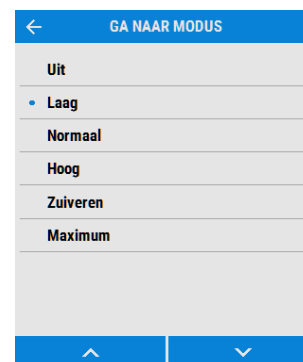 GA NAAR MODUS
Uit
Laag
Normaal
Hoog
Zuiveren
Maximum